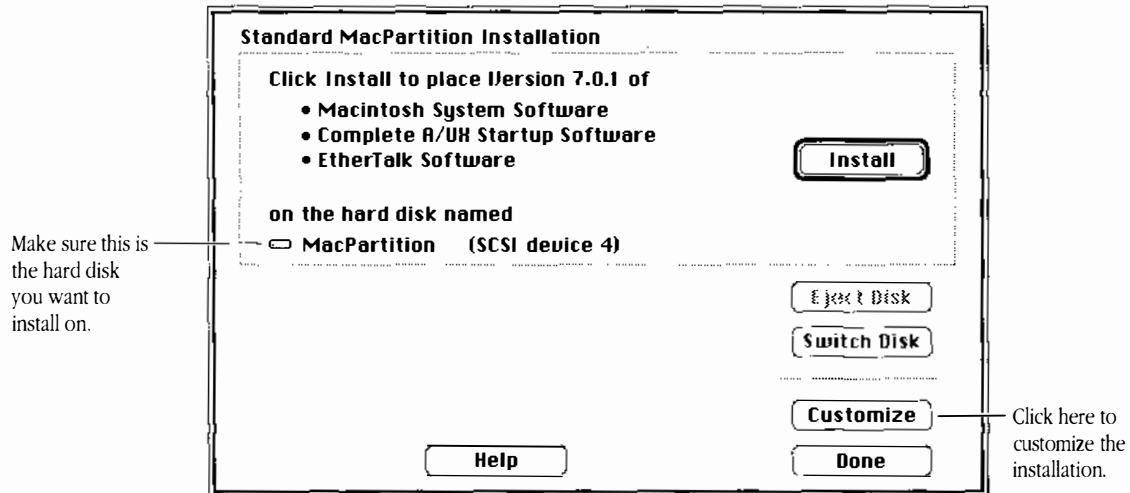 Standard MacPartition Installation
Click Install to place Version 7.0.1 of
• Macintosh System Software
• Complete A/UX Startup Software
• EtherTalk Software
Install
on the hard disk named
MacPartition (SCSI device 4)
Make sure this is
the hard disk
you want to
install on.
Eject Disk
Switch Disk
Customize
Click here to
customize the
installation.
Help
Done